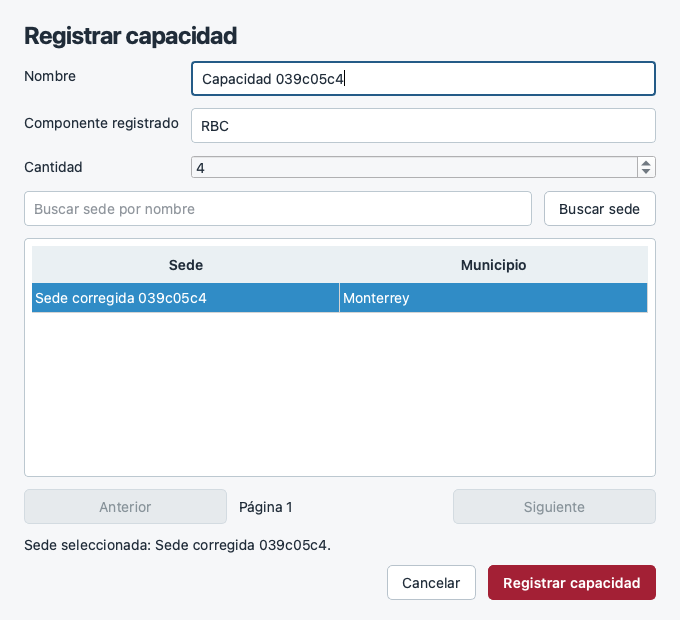 Registrar capacidad
Nombre
Capacidad 039c05c4
Componente registrado
RBC
Cantidad
4
Buscar sede por nombre
Buscar sede
Sede
Municipio
Sede corregida 039c05c4
Monterrey
Anterior
Página 1
Siguiente
Sede seleccionada: Sede corregida 039c05c4.
Cancelar
Registrar capacidad